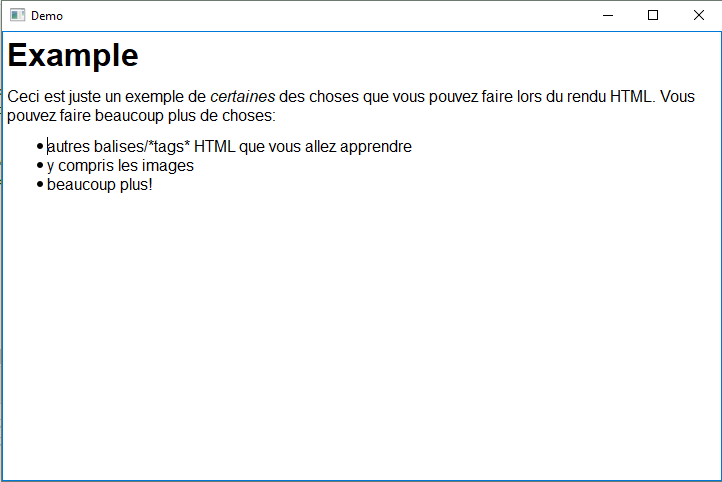 Demo
Example
Ceci est juste un exemple de certaines des choses que vous pouvez faire lors du rendu HTML. Vous
pouvez faire beaucoup plus de choses:
autres balises/*tags* HTML que vous allez apprendre
y compris les images
beaucoup plus!